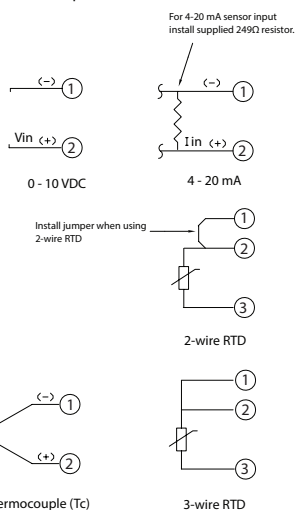 For 4-20 mA sensor input
install supplied 249Ω resistor.
(-) 1
Vin (+) 2
0 - 10 VDC
(-) 1
Iin (+) 2
4 - 20 mA
Install jumper when using
2-wire RTD
1
2
3
2-wire RTD
(-) 1
(+) 2
ermocouple (Tc)
1
2
3
3-wire RTD